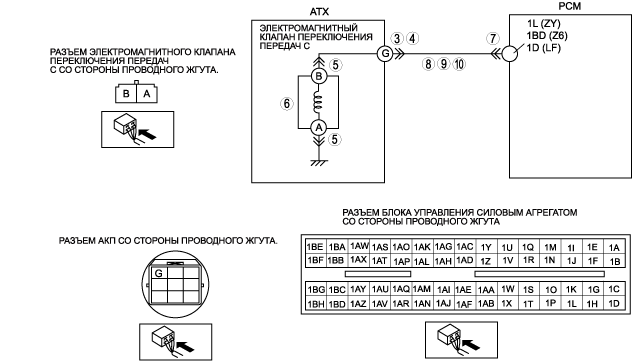 ATX
PCM
ЭЛЕКТРОМАГНИТНЫЙ
КЛАПАН ПЕРЕКЛЮЧЕНИЯ
ПЕРЕДАЧ С
1L (ZY)
1BD (Z6)
1D (LF)
G
3 4
7
8 9 10
РАЗЪЕМ ЭЛЕКТРОМАГНИТНОГО КЛАПАНА
ПЕРЕКЛЮЧЕНИЯ ПЕРЕДАЧ
С СО СТОРОНЫ ПРОВОДНОГО ЖГУТА.
B A
B
5
6
A
5
РАЗЪЕМ АКП СО СТОРОНЫ ПРОВОДНОГО ЖГУТА.
G
РАЗЪЕМ БЛОКА УПРАВЛЕНИЯ СИЛОВЫМ АГРЕГАТОМ
СО СТОРОНЫ ПРОВОДНОГО ЖГУТА
1BE 1BA 1AW 1AS 1AO 1AK 1AG 1AC 1Y 1U 1Q 1M 1I 1E 1A
1BF 1BB 1AX 1AT 1AP 1AL 1AH 1AD 1Z 1V 1R 1N 1J 1F 1B
1BG 1BC 1AY 1AU 1AQ 1AM 1AI 1AE 1AA 1W 1S 1O 1K 1G 1C
1BH 1BD 1AZ 1AV 1AR 1AN 1AJ 1AF 1AB 1X 1T 1P 1L 1H 1D